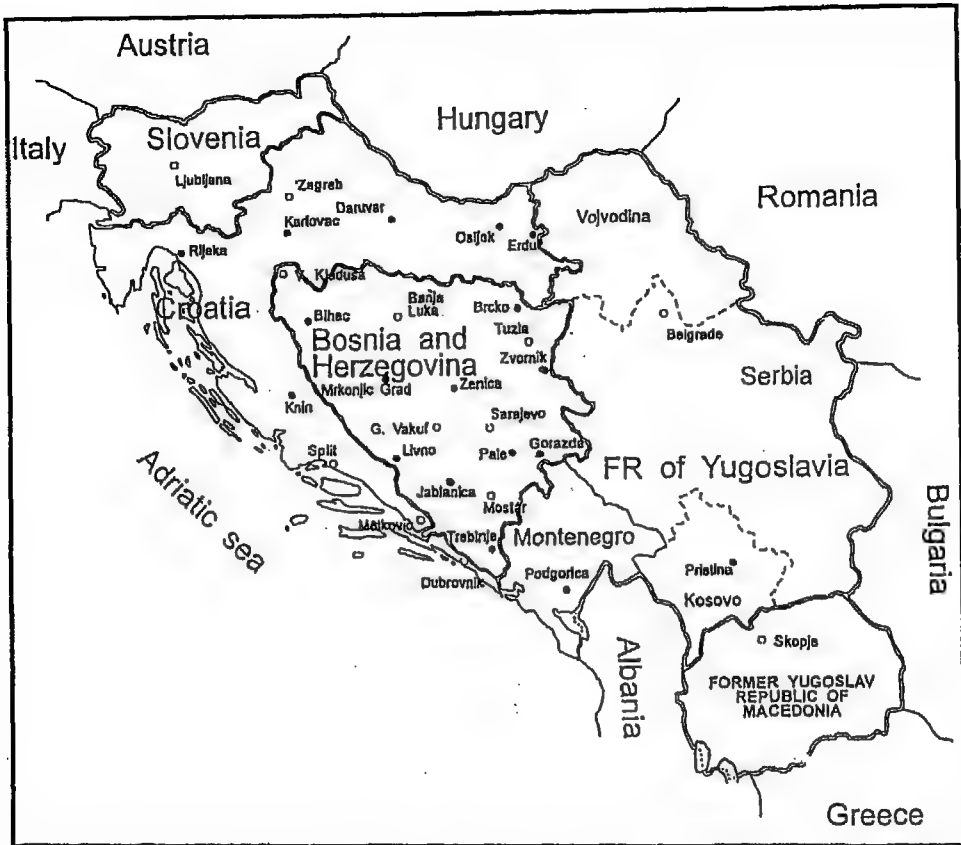 Austria
Hungary
Italy
Slovenia
Ljubljana
Romania
Zagreb
Karlovac
Daruvar
Osijek
Erdu
Vojvodina
Rijeka
V. Kladusa
Croatia
Bihac
Banja
Luka
Brcko
Tuzla
Zvornik
Belgrade
Bosnia and
Herzegovina
Serbia
Mrkonjic Grad
Zenica
Knin
Sarajevo
G. Vakuf
Split
Livno
Pale
Gorazde
FR of Yugoslavia
Adriatic sea
Jablanica
Mostar
Bulgaria
Metkovic
Trebinje
Montenegro
Dubrovnik
Podgorica
Pristina
Kosovo
Albania
Skopje
FORMER YUGOSLAV
REPUBLIC OF
MACEDONIA
Greece